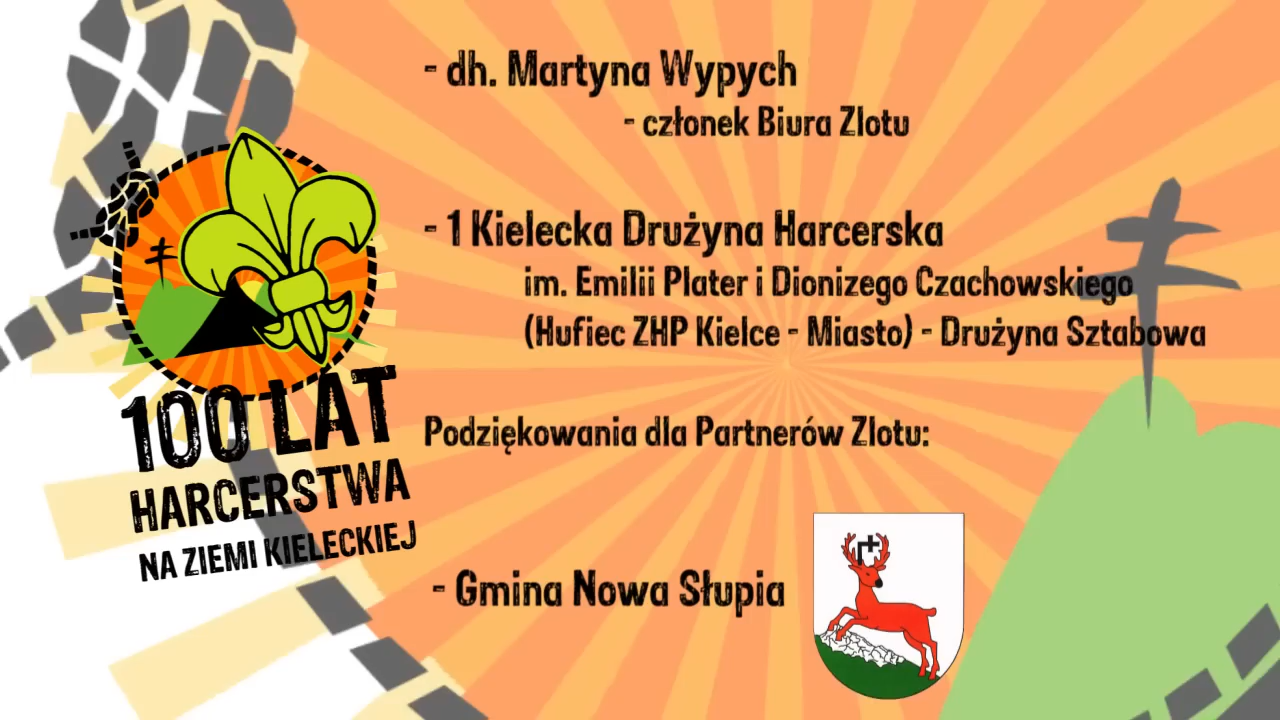 - dh. Martyna Wypych
- członek Biura Zlotu
- 1 Kielecka Drużyna Harcerska
im. Emilii Plater i Dionizego Czachowskiego
(Hufiec ZHP Kielce - Miasto) - Drużyna Sztabowa
Podziękowania dla Partnerów Zlotu:
- Gmina Nowa Słupia
100 LAT
HARCERSTWA
NA ZIEMI KIELECKIEJ